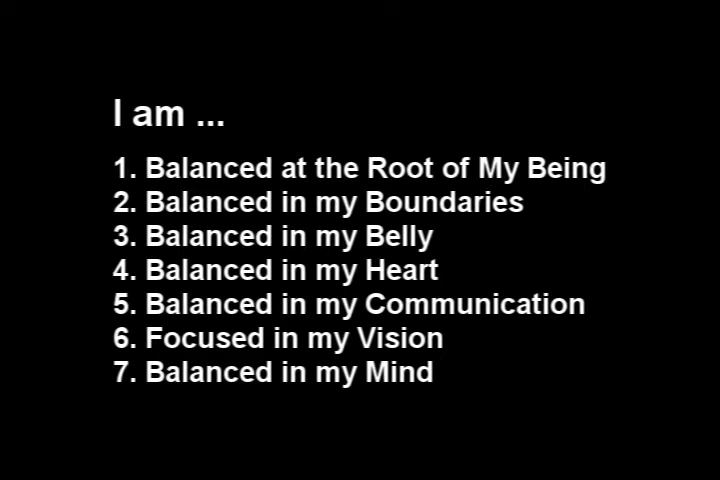 I am ...
1. Balanced at the Root of My Being
2. Balanced in my Boundaries
3. Balanced in my Belly
4. Balanced in my Heart
5. Balanced in my Communication
6. Focused in my Vision
7. Balanced in my Mind